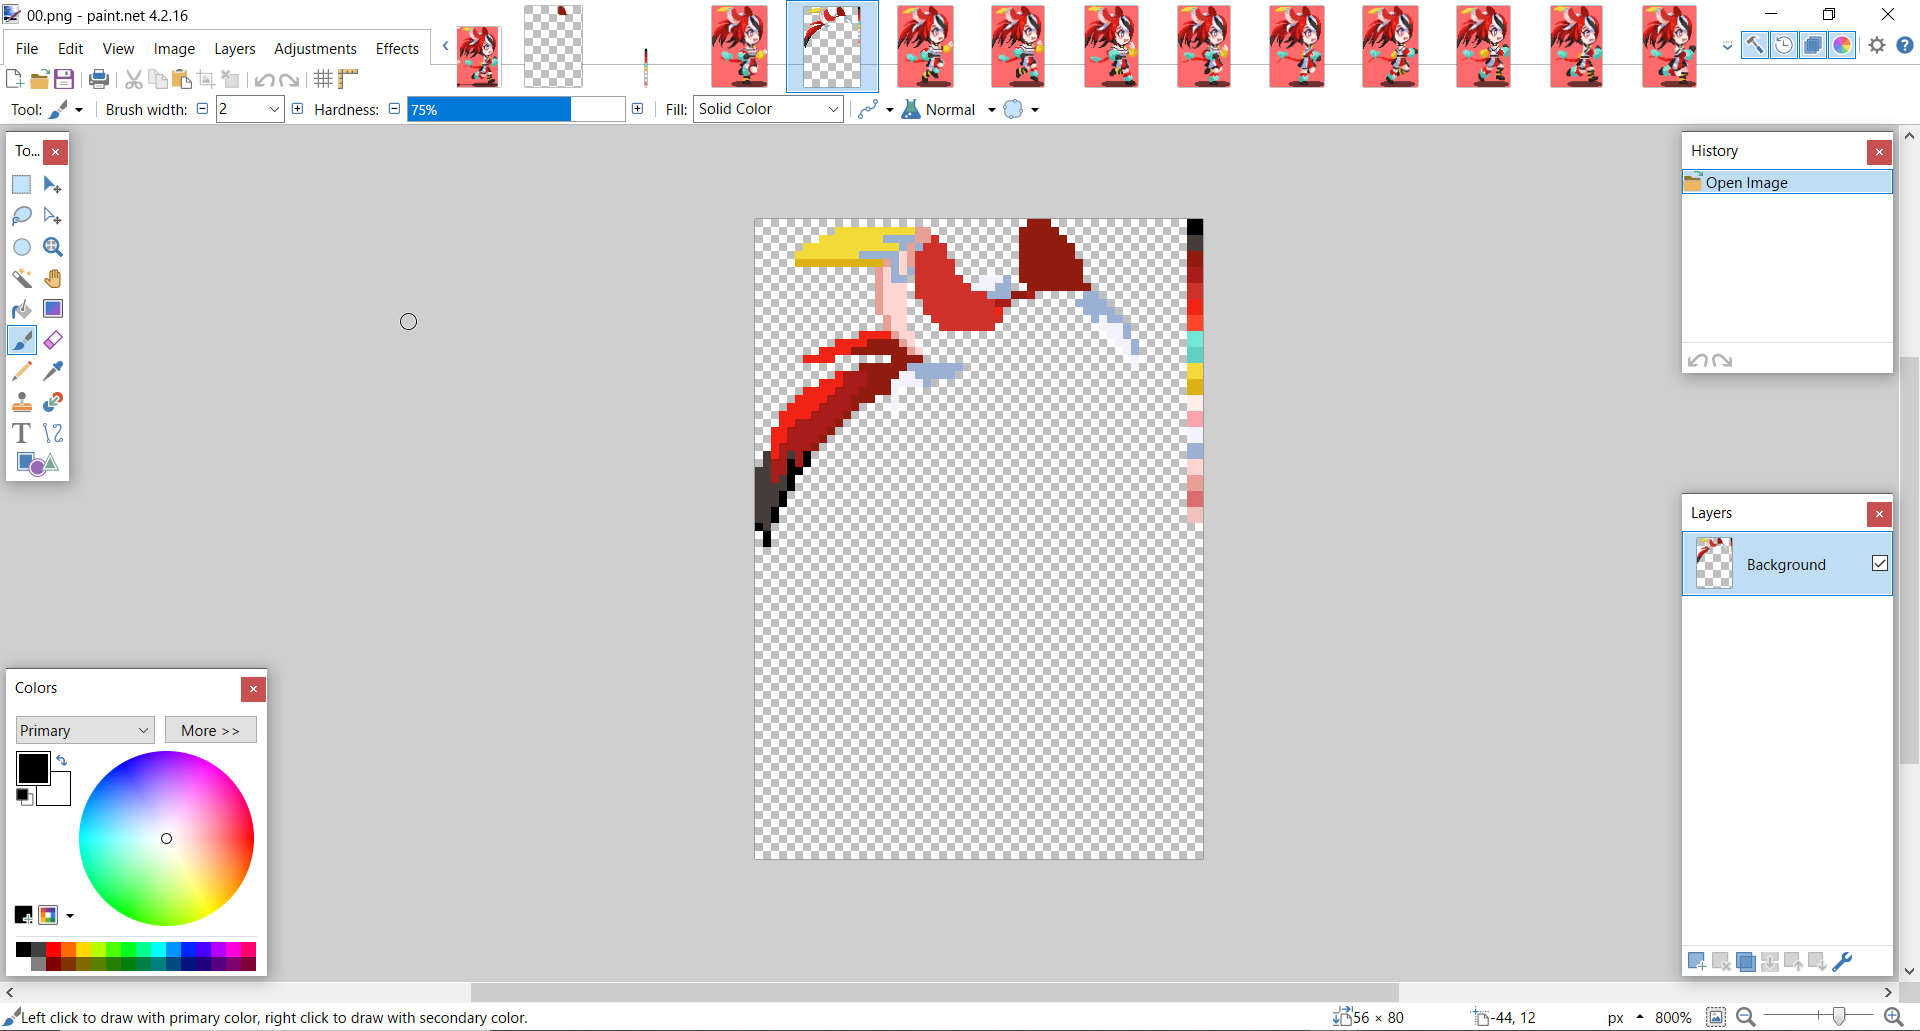 00.png - paint.net 4.2.16
File Edit View Image Layers Adjustments Effects
Tool: Brush width: 2 Hardness: 75% Fill: Solid Color Normal
To...
History
Open Image
Layers
Background
Colors
Primary More >>
Left click to draw with primary color, right click to draw with secondary color. 56 × 80 -44, 12 px 800%